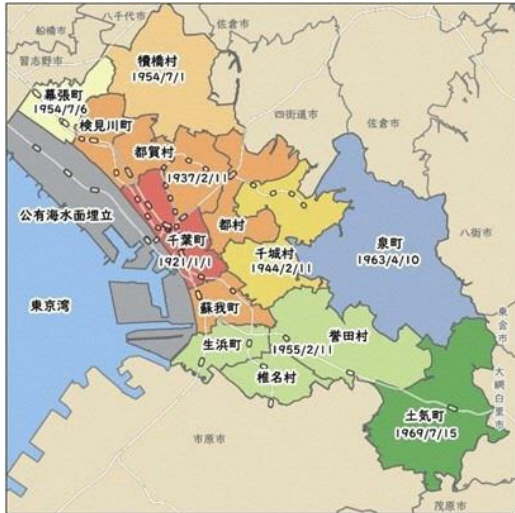 八千代市
船橋市
佐倉市
習志野市
犢橋村
1954/7/1
幕張町
1954/7/6
検見川町
四街道市
佐倉市
都賀村
1937/2/11
公有海水面埋立
都村
千葉町
1921/1/1
千城村
1944/2/11
泉町
1963/4/10
八街市
東京湾
蘇我町
生浜町
1955/2/11
誉田村
椎名村
東金市
大網白里市
土気町
1969/7/15
市原市
茂原市